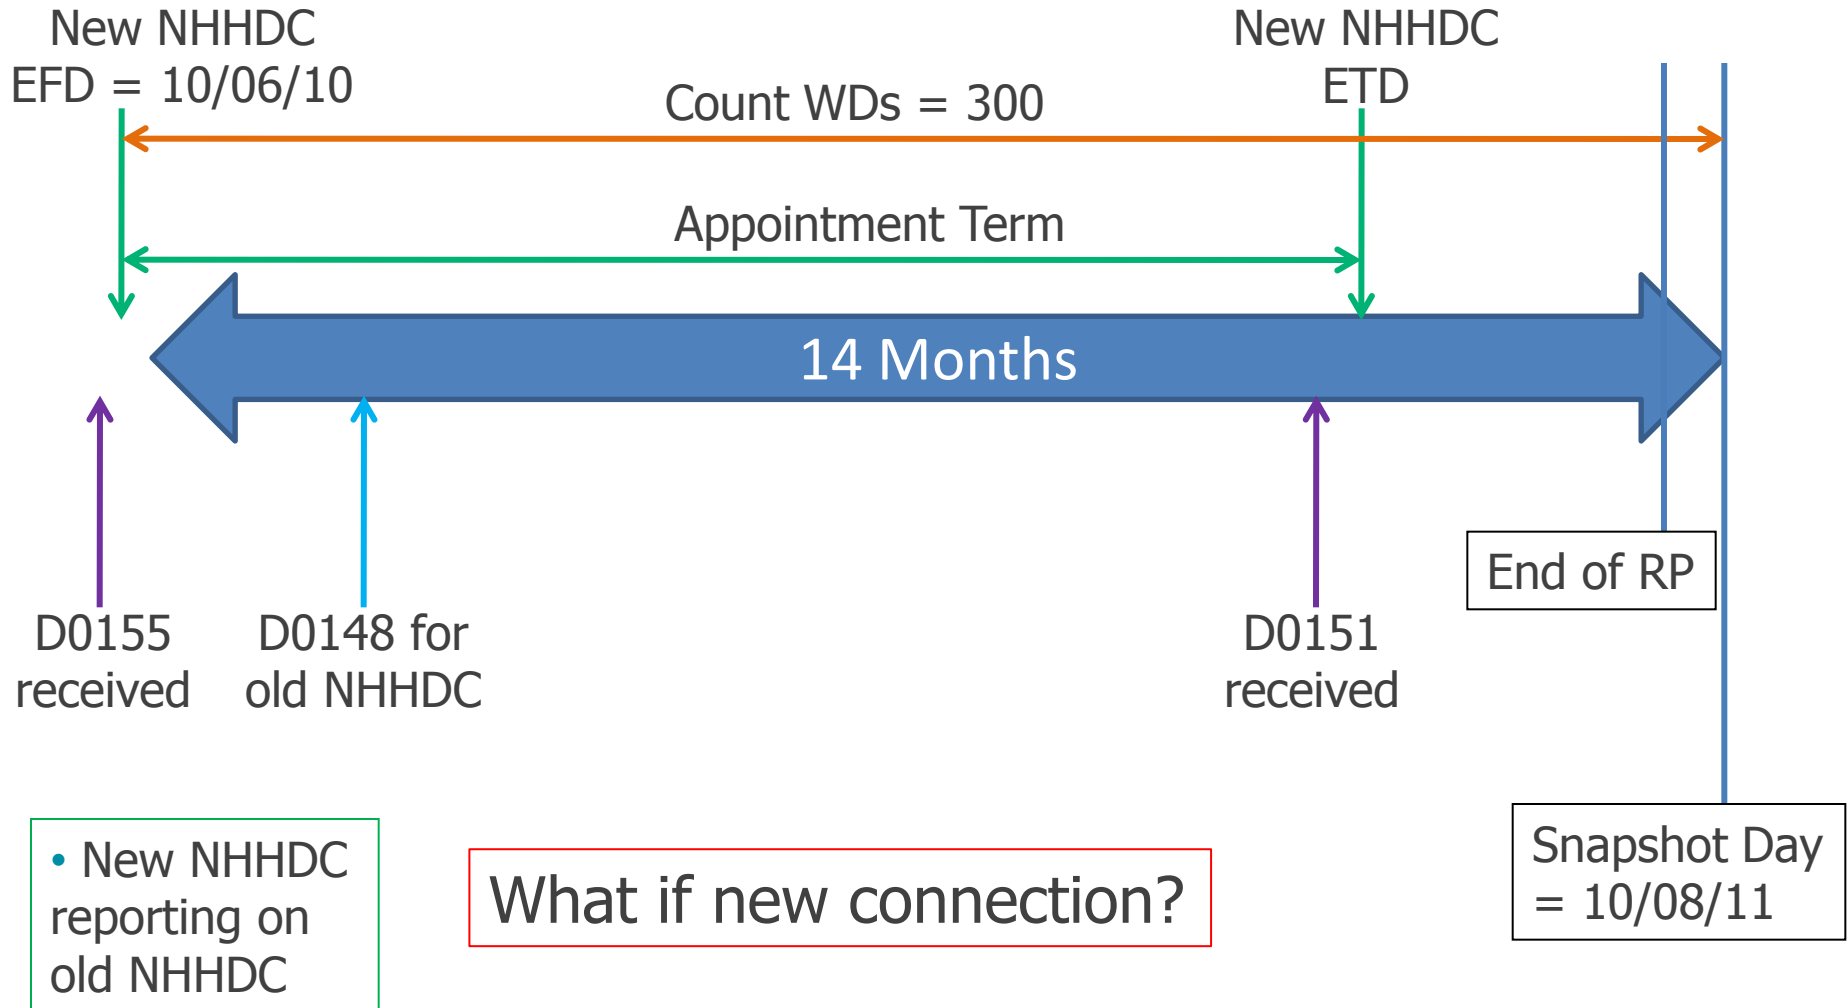 New NHHDC
EFD = 10/06/10
New NHHDC
ETD
Count WDs = 300
Appointment Term
14 Months
D0155
received
D0148 for
old NHHDC
D0151
received
End of RP
Snapshot Day
= 10/08/11
• New NHHDC
reporting on
old NHHDC
What if new connection?